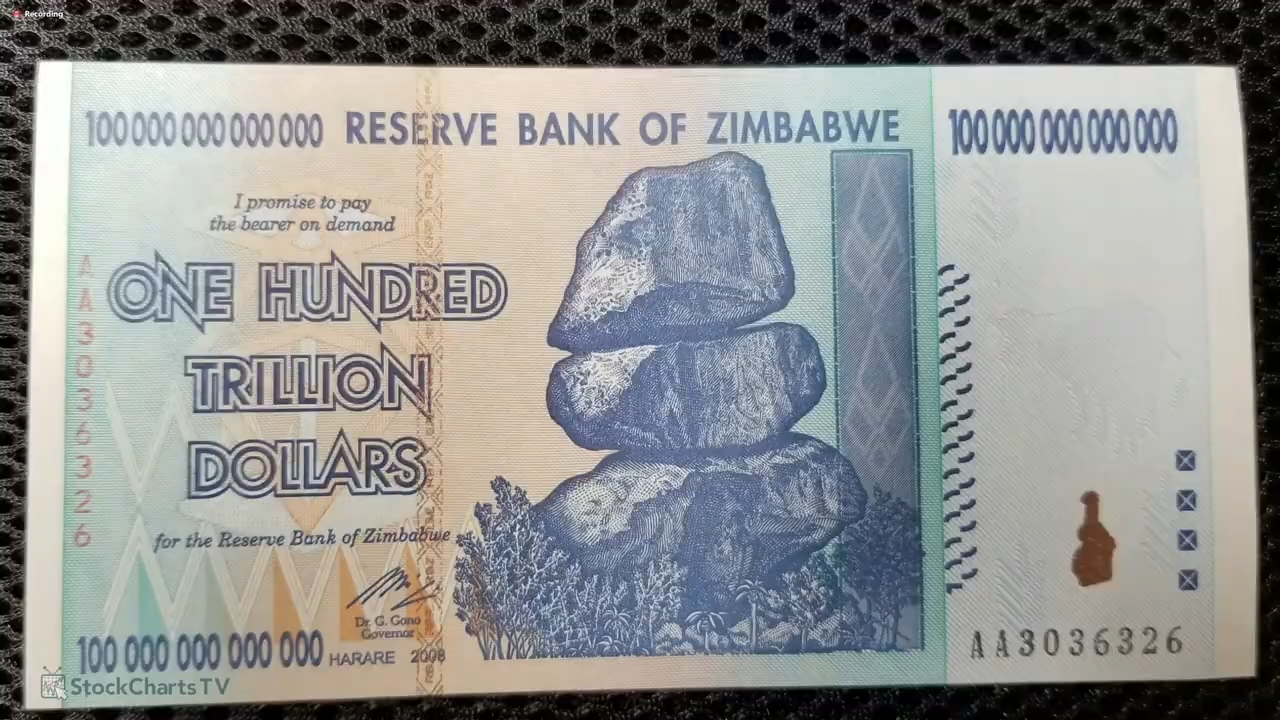 Recording
100 000 000 000 000 RESERVE BANK OF ZIMBABWE 100 000 000 000 000
I promise to pay
the bearer on demand
ONE HUNDRED
TRILLION
DOLLARS
for the Reserve Bank of Zimbabwe
Dr. G. Gono
Governor
100 000 000 000 000 HARARE 2008
AA3036326
AA3036326
StockCharts TV